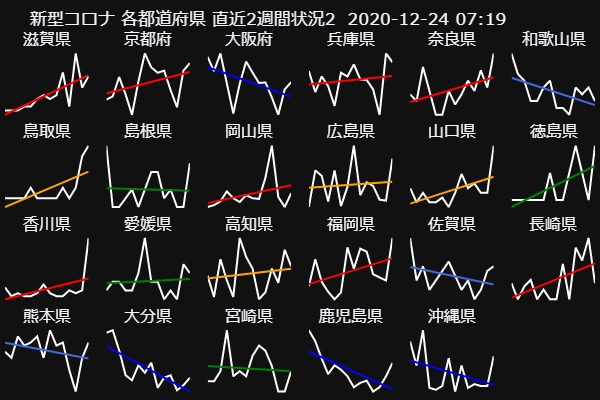 新型コロナ 各都道府県 直近2週間状況2 2020-12-24 07:19
滋賀県 京都府 大阪府 兵庫県 奈良県 和歌山県
鳥取県 島根県 岡山県 広島県 山口県 徳島県
香川県 愛媛県 高知県 福岡県 佐賀県 長崎県
熊本県 大分県 宮崎県 鹿児島県 沖縄県